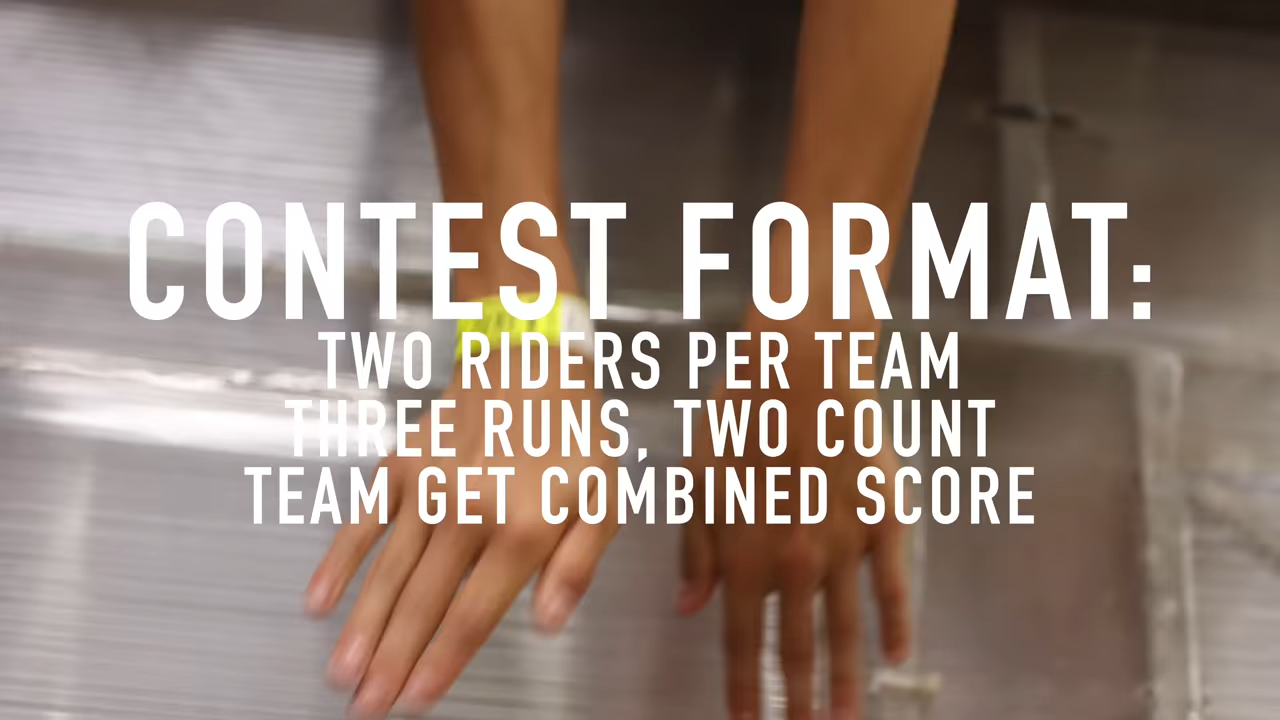 CONTEST FORMAT:
TWO RIDERS PER TEAM
THREE RUNS, TWO COUNT
TEAM GET COMBINED SCORE